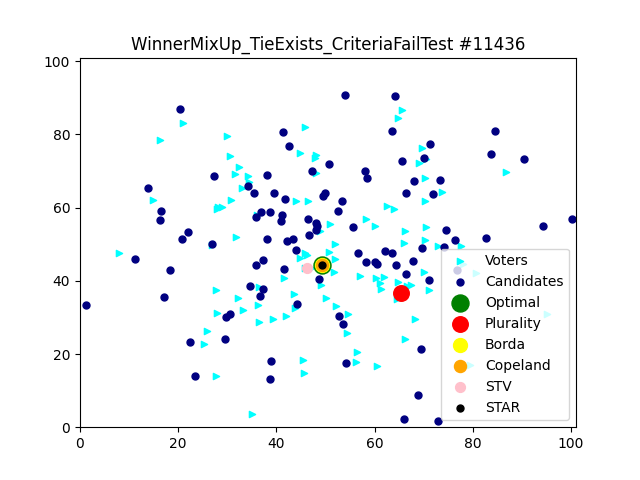 WinnerMixUp_TieExists_CriteriaFailTest #11436
100
80
60
40
20
0
0 20 40 60 80 100
Voters
Candidates
Optimal
Plurality
Borda
Copeland
STV
STAR